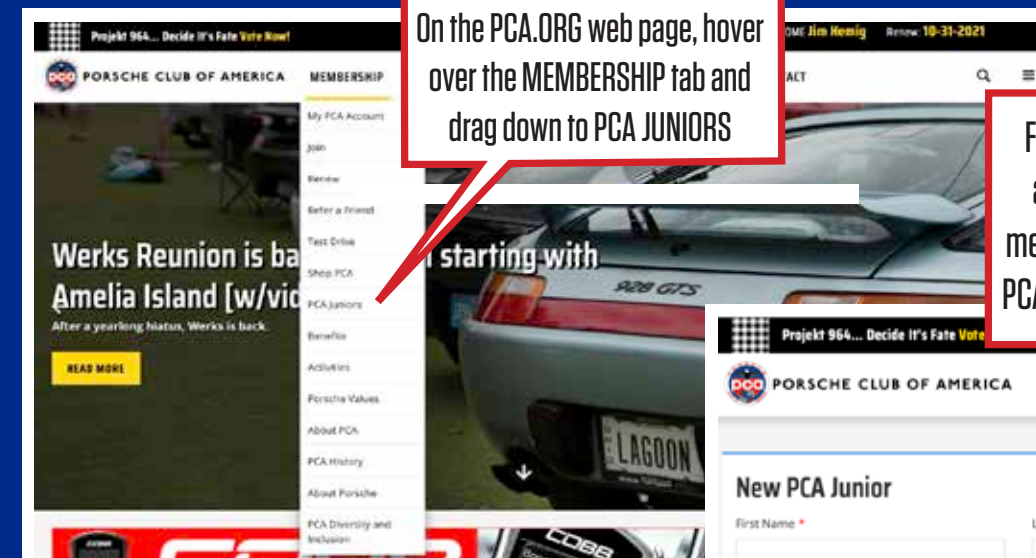 On the PCA.ORG web page, hover
over the MEMBERSHIP tab and
drag down to PCA JUNIORS
Projekt 964... Decide It's Fate Vote Now!
Jim Hemig Renew: 10-31-2021
PCA PORSCHE CLUB OF AMERICA MEMBERSHIP
My PCA Account
Join
Renew
Refer a Friend
Test Drive
Shop PCA
PCA Juniors
Benefits
Activities
Porsche Values
About PCA
PCA History
About Porsche
PCA Diversity and
Inclusion
Werks Reunion is ba starting with
Amelia Island [w/vid
After a yearlong hiatus, Werks is back.
READ MORE
928 GTS
LAGOON
COBB
PCA
Projekt 964... Decide It's Fate Vote
PCA PORSCHE CLUB OF AMERICA
New PCA Junior
First Name *